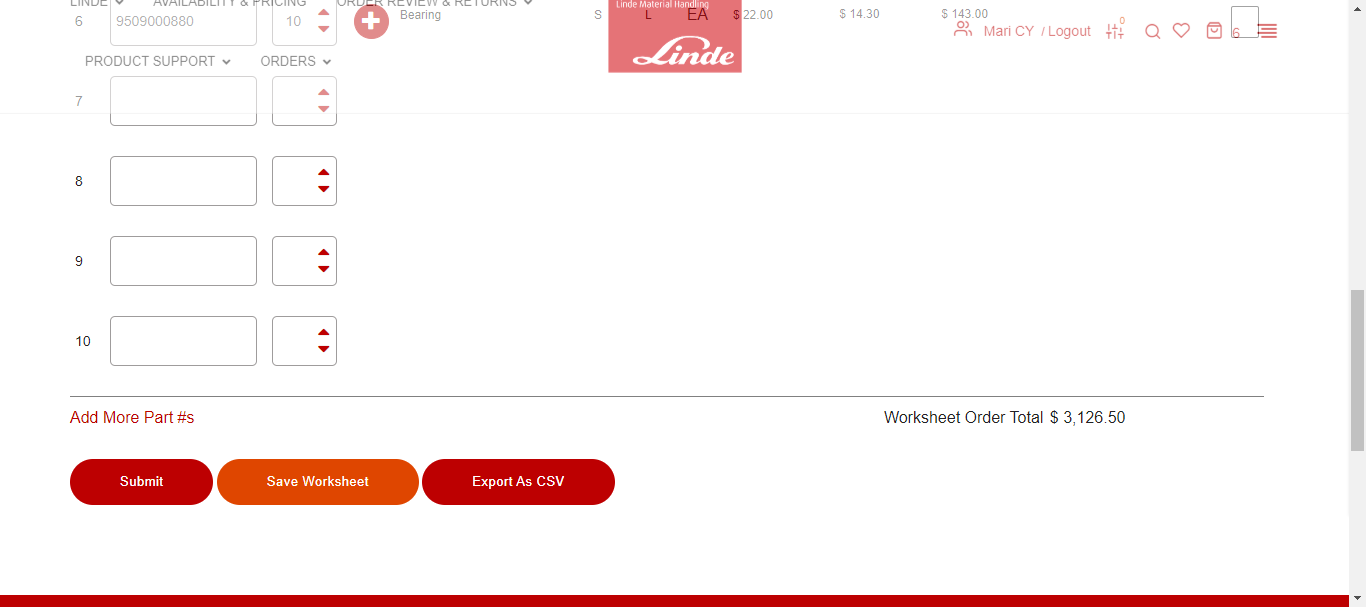 LINDE AVAILABILITY & PRICING ORDER REVIEW & RETURNS
Linde Material Handling
6 9509000880 10 Bearing S L EA $ 22.00 $ 14.30 $ 143.00
Linde
Mari CY / Logout 0 6
PRODUCT SUPPORT ORDERS
7
8
9
10
Add More Part #s Worksheet Order Total $ 3,126.50
Submit Save Worksheet Export As CSV